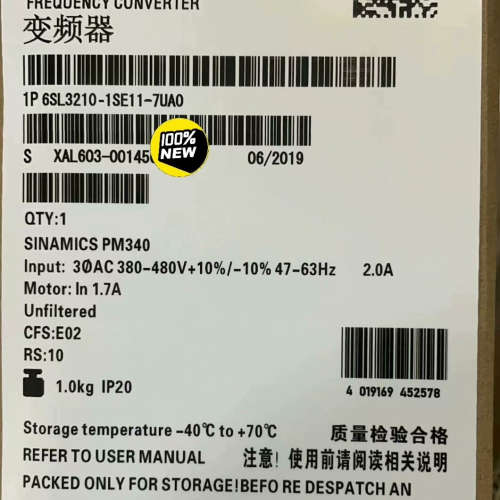 FREQUENCY CONVERTER
变频器
1P 6SL3210-1SE11-7UA0
100%
NEW
S XAL603-00145 06/2019
QTY:1
SINAMICS PM340
Input: 3ØAC 380-480V+10%/-10% 47-63Hz 2.0A
Motor: In 1.7A
Unfiltered
CFS:E02
RS:10
1.0kg IP20
4 019169 452578
Storage temperature -40℃ to +70℃ 质量检验合格
REFER TO USER MANUAL 注意! 使用前请阅读相关说明
PACKED ONLY FOR STORAGE!BEFO RE DESPATCH AN